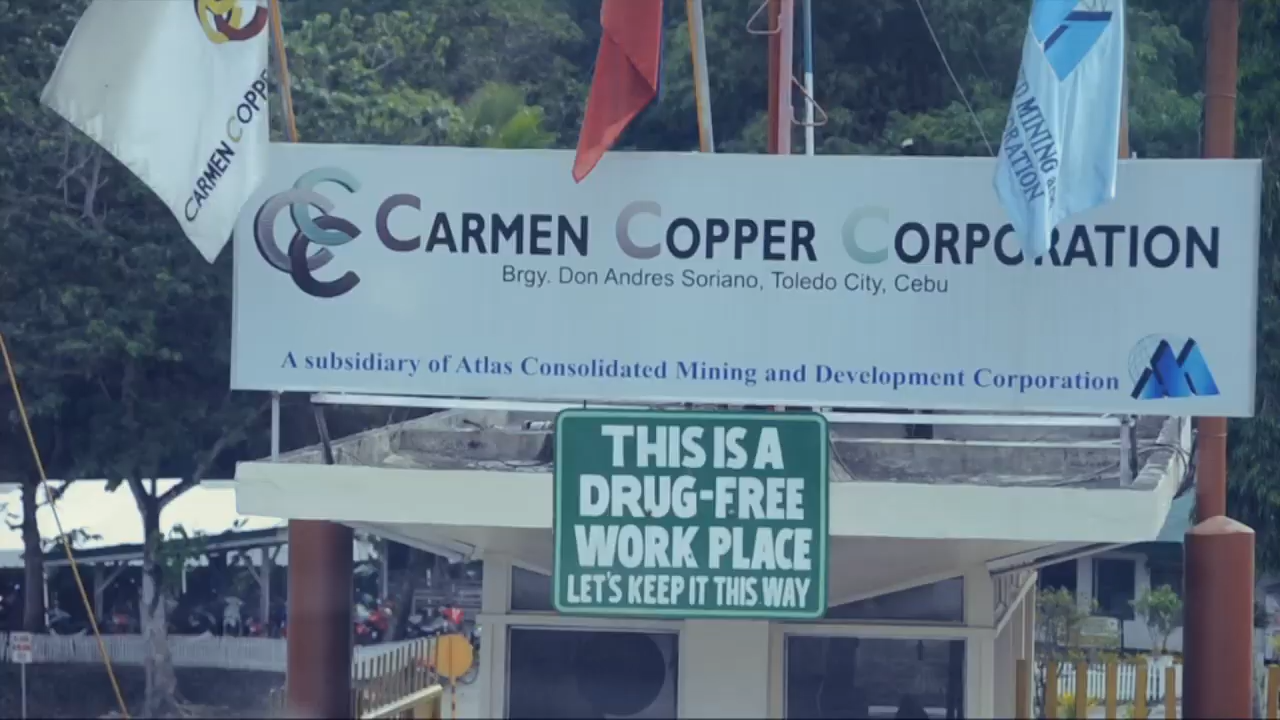 CARMEN COPP
MINING and
CARMEN COPPER CORPORATION
Brgy. Don Andres Soriano, Toledo City, Cebu
A subsidiary of Atlas Consolidated Mining and Development Corporation
THIS IS A
DRUG-FREE
WORK PLACE
LET'S KEEP IT THIS WAY